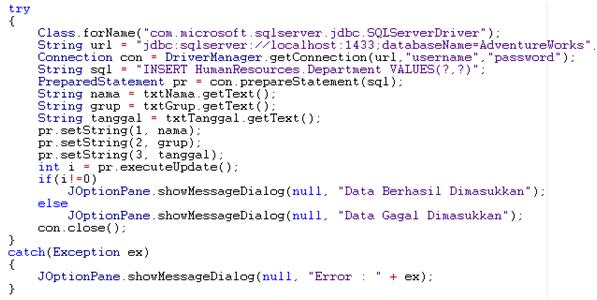 try
{
Class.forName("com.microsoft.sqlserver.jdbc.SQLServerDriver");
String url = "jdbc:sqlserver://localhost:1433;databaseName=AdventureWorks",
Connection con = DriverManager.getConnection(url,"username","password");
String sql = "INSERT HumanResources.Department VALUES(?,?)";
PreparedStatement pr = con.prepareStatement(sql);
String nama = txtNama.getText();
String grup = txtGrup.getText();
String tanggal = txtTanggal.getText();
pr.setString(1, nama);
pr.setString(2, grup);
pr.setString(3, tanggal);
int i = pr.executeUpdate();
if(i!=0)
JOptionPane.showMessageDialog(null, "Data Berhasil Dimasukkan");
else
JOptionPane.showMessageDialog(null, "Data Gagal Dimasukkan");
con.close();
}
catch(Exception ex)
{
JOptionPane.showMessageDialog(null, "Error : " + ex);
}